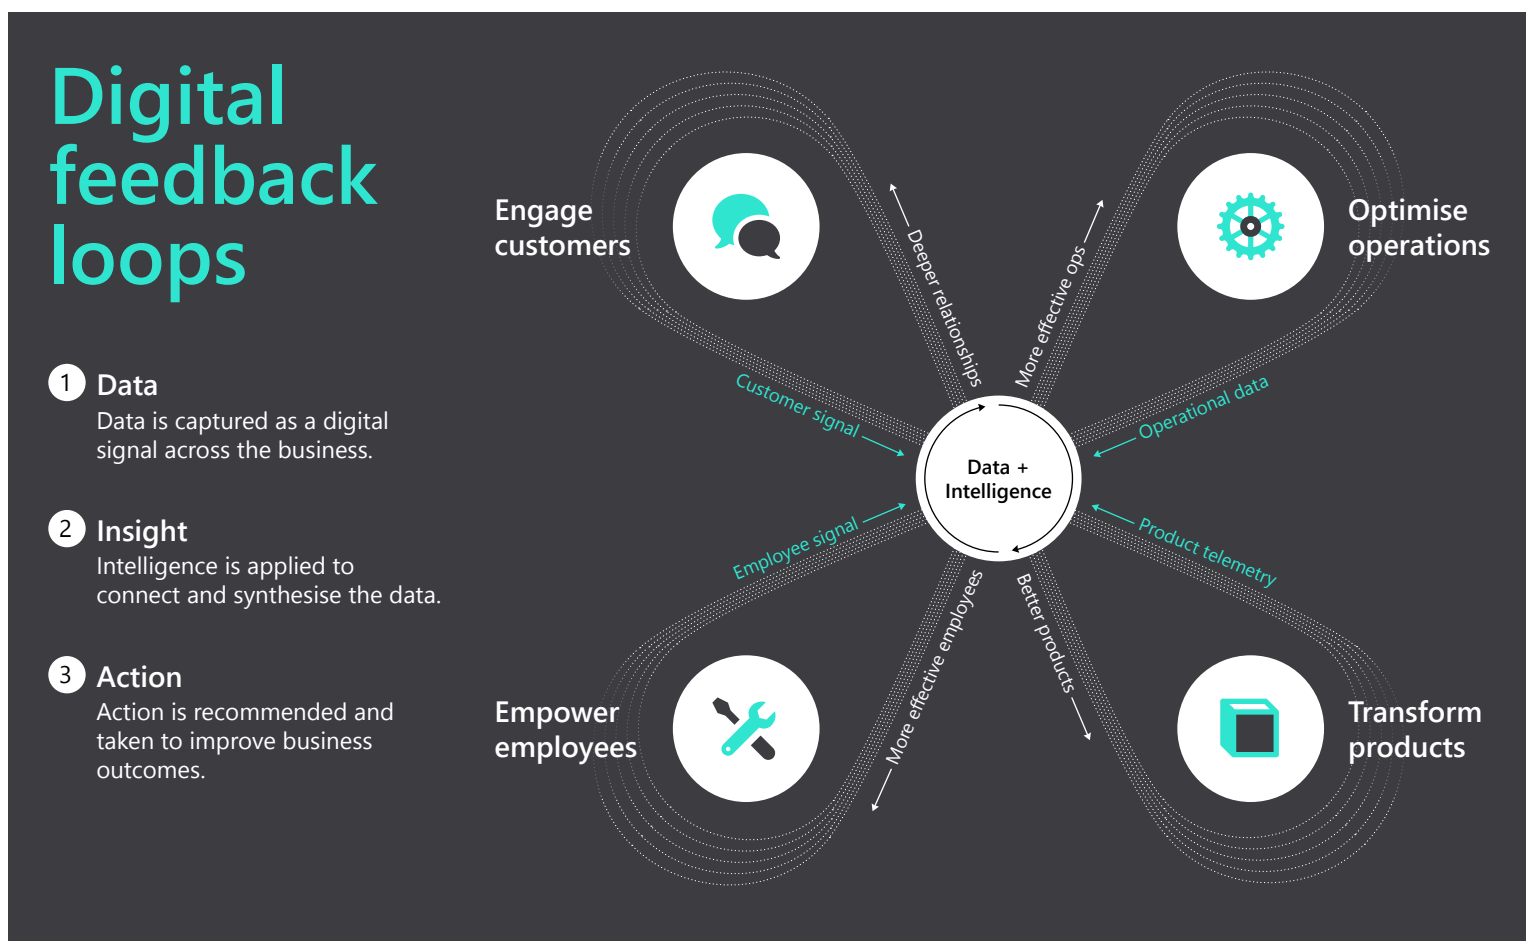 Digital
feedback
loops
1 Data
Data is captured as a digital
signal across the business.
2 Insight
Intelligence is applied to
connect and synthesise the data.
3 Action
Action is recommended and
taken to improve business
outcomes.
Engage
customers
Deeper relationships
Customer signal
More effective ops
Optimise
operations
Operational data
Data +
Intelligence
Employee signal
Empower
employees
More effective employees
Better products
Product telemetry
Transform
products